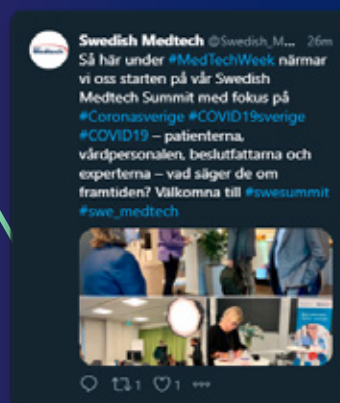 Swedish Medtech @Swedish_M... 26m
Så här under #MedTechWeek närmar
vi oss starten på vår Swedish
Medtech Summit med fokus på
#Coronasverige #COVID19sverige
#COVID19 – patienterna,
vårdpersonalen, beslutfattarna och
experterna – vad säger de om
framtiden? Välkomna till #swesummit
#swe_medtech
1 1